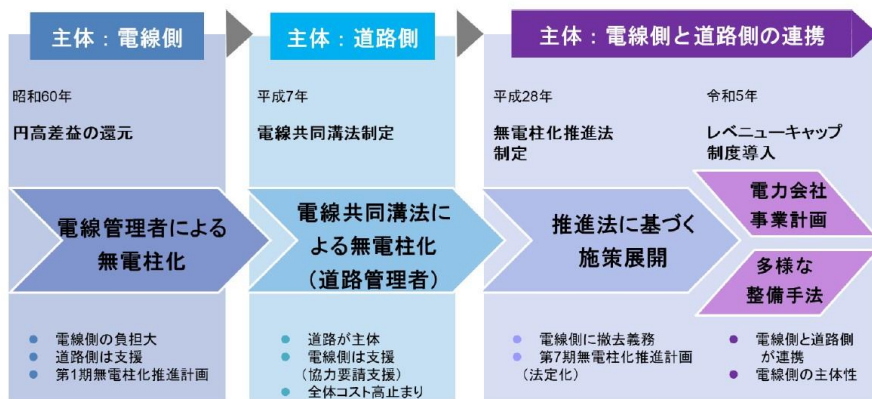 主体：電線側
主体：道路側
主体：電線側と道路側の連携
昭和60年
円高差益の還元
平成7年
電線共同溝法制定
平成28年
無電柱化推進法
制定
令和5年
レベニューキャップ
制度導入
電線管理者による
無電柱化
電線共同溝法に
よる無電柱化
（道路管理者）
推進法に基づく
施策展開
電力会社
事業計画
多様な
整備手法
● 電線側の負担大
● 道路側は支援
● 第1期無電柱化推進計画
● 道路が主体
● 電線側は支援
（協力要請支援）
● 全体コスト高止まり
● 電線側に撤去義務
● 第7期無電柱化推進計画
（法定化）
● 電線側と道路側
が連携
● 電線側の主体性